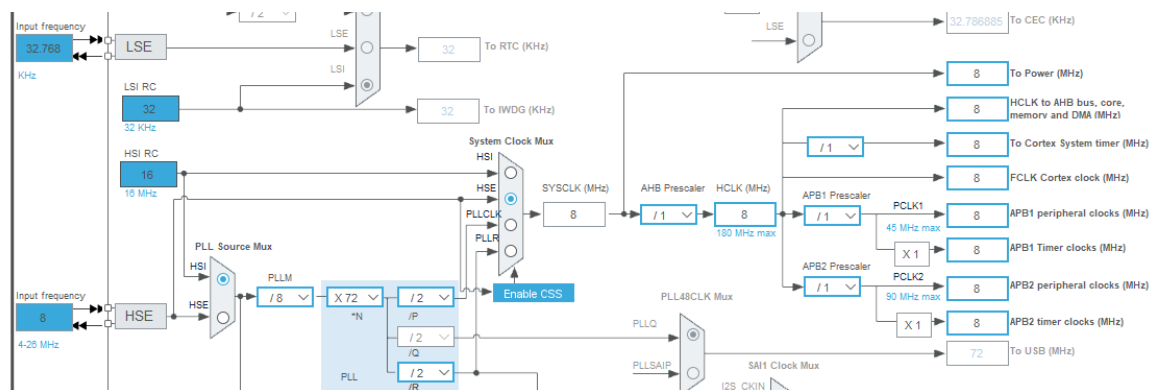 Input frequency
32.768
KHz
LSE
/ 2
LSE
LSI
32
To RTC (KHz)
LSE
32.786885
To CEC (KHz)
LSI RC
32
32 KHz
32
To IWDG (KHz)
HSI RC
16
16 MHz
System Clock Mux
HSI
HSE
PLLCLK
PLLR
Enable CSS
SYSCLK (MHz)
8
AHB Prescaler
/ 1
HCLK (MHz)
8
180 MHz max
8
To Power (MHz)
8
HCLK to AHB bus, core,
memory and DMA (MHz)
/ 1
8
To Cortex System timer (MHz)
8
FCLK Cortex clock (MHz)
APB1 Prescaler
/ 1
PCLK1
45 MHz max
8
APB1 peripheral clocks (MHz)
X 1
8
APB1 Timer clocks (MHz)
APB2 Prescaler
/ 1
PCLK2
90 MHz max
8
APB2 peripheral clocks (MHz)
X 1
8
APB2 timer clocks (MHz)
72
To USB (MHz)
Input frequency
8
4-26 MHz
HSE
PLL Source Mux
HSI
HSE
PLLM
/ 8
X 72
*N
/ 2
/P
/ 2
/Q
/ 2
/R
PLL
PLL48CLK Mux
PLLQ
PLLSAIP
SAI1 Clock Mux
I2S_CKIN